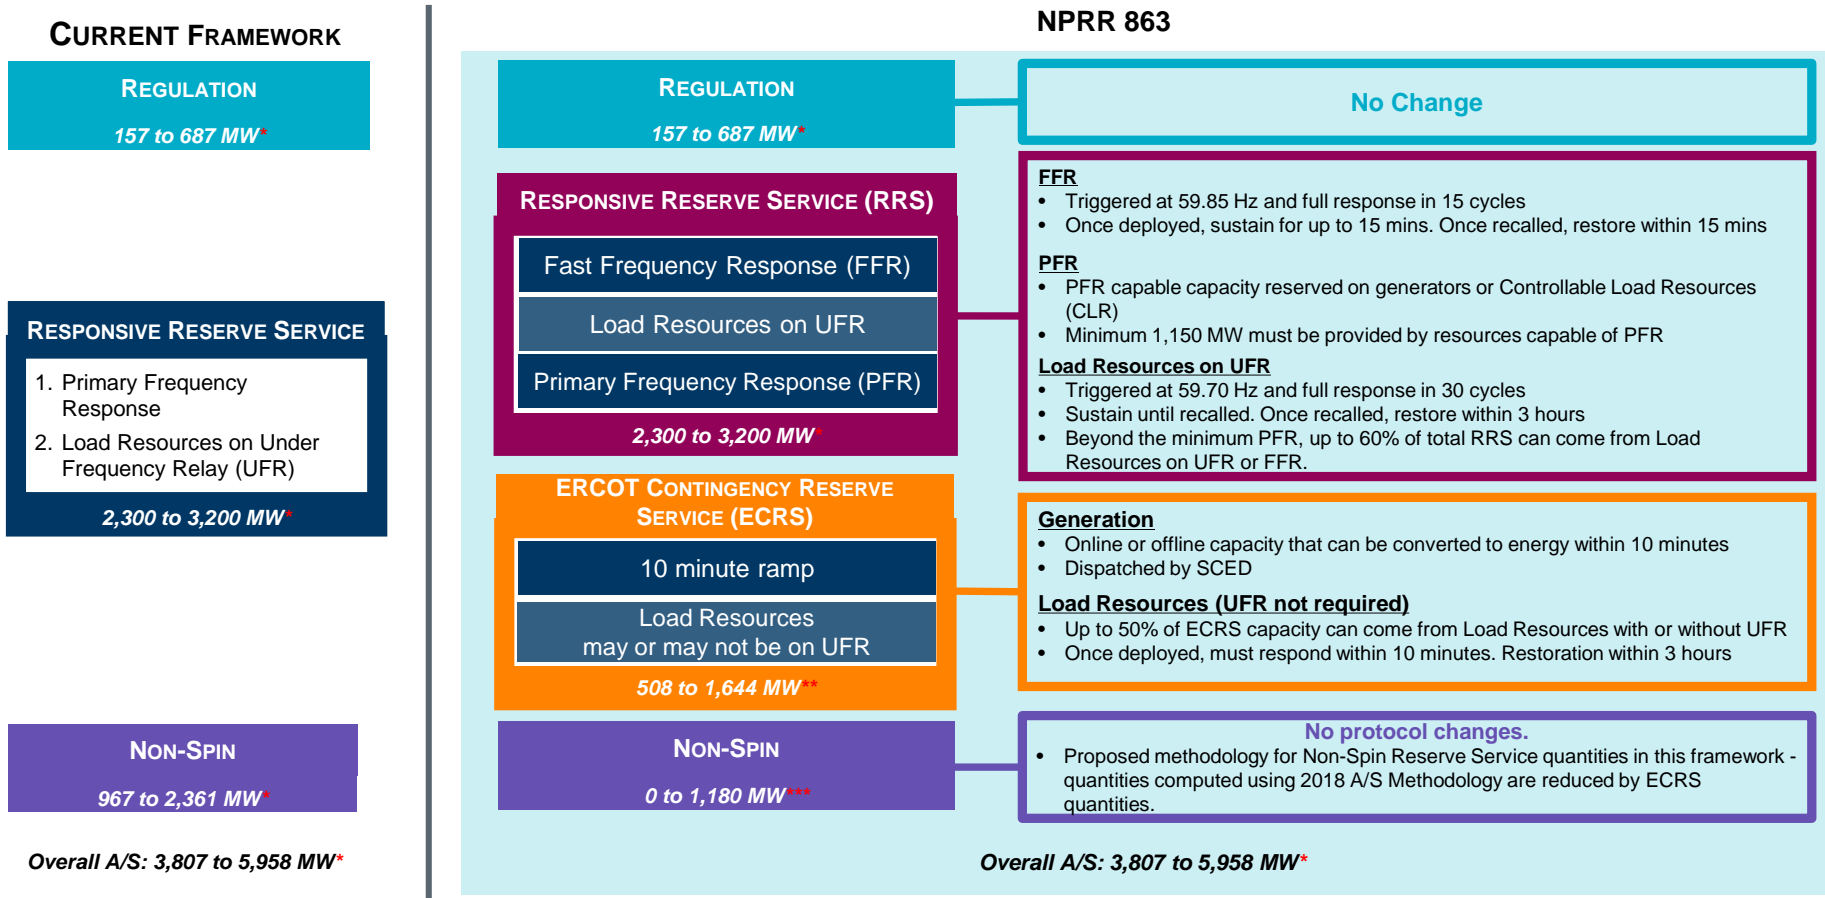 CURRENT FRAMEWORK
REGULATION
157 to 687 MW*
RESPONSIVE RESERVE SERVICE
1. Primary Frequency
Response
2. Load Resources on Under
Frequency Relay (UFR)
2,300 to 3,200 MW*
NON-SPIN
967 to 2,361 MW*
Overall A/S: 3,807 to 5,958 MW*
NPRR 863
REGULATION
157 to 687 MW*
No Change
RESPONSIVE RESERVE SERVICE (RRS)
Fast Frequency Response (FFR)
Load Resources on UFR
Primary Frequency Response (PFR)
2,300 to 3,200 MW*
FFR
• Triggered at 59.85 Hz and full response in 15 cycles
• Once deployed, sustain for up to 15 mins. Once recalled, restore within 15 mins
PFR
• PFR capable capacity reserved on generators or Controllable Load Resources
(CLR)
• Minimum 1,150 MW must be provided by resources capable of PFR
Load Resources on UFR
• Triggered at 59.70 Hz and full response in 30 cycles
• Sustain until recalled. Once recalled, restore within 3 hours
• Beyond the minimum PFR, up to 60% of total RRS can come from Load
Resources on UFR or FFR.
ERCOT CONTINGENCY RESERVE
SERVICE (ECRS)
10 minute ramp
Load Resources
may or may not be on UFR
508 to 1,644 MW**
Generation
• Online or offline capacity that can be converted to energy within 10 minutes
• Dispatched by SCED
Load Resources (UFR not required)
• Up to 50% of ECRS capacity can come from Load Resources with or without UFR
• Once deployed, must respond within 10 minutes. Restoration within 3 hours
NON-SPIN
0 to 1,180 MW***
No protocol changes.
• Proposed methodology for Non-Spin Reserve Service quantities in this framework -
quantities computed using 2018 A/S Methodology are reduced by ECRS
quantities.
Overall A/S: 3,807 to 5,958 MW*